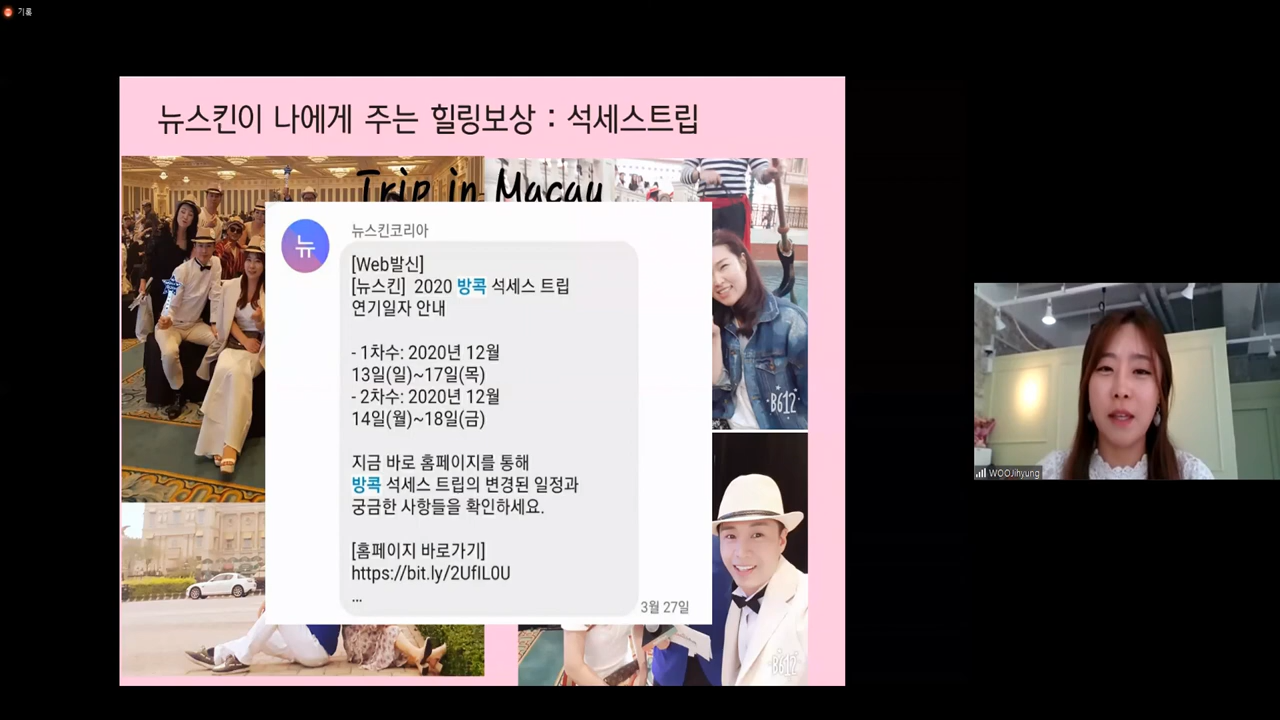 기록
뉴스킨이 나에게 주는 힐링보상 : 석세스트립
Trip in Macau
뉴
뉴스킨코리아
[Web발신]
[뉴스킨] 2020 방콕 석세스 트립
연기일자 안내
- 1차수: 2020년 12월
13일(일)~17일(목)
- 2차수: 2020년 12월
14일(월)~18일(금)
지금 바로 홈페이지를 통해
방콕 석세스 트립의 변경된 일정과
궁금한 사항들을 확인하세요.
[홈페이지 바로가기]
https://bit.ly/2UfIL0U
...
3월 27일
B612
B612
WOOJihyung